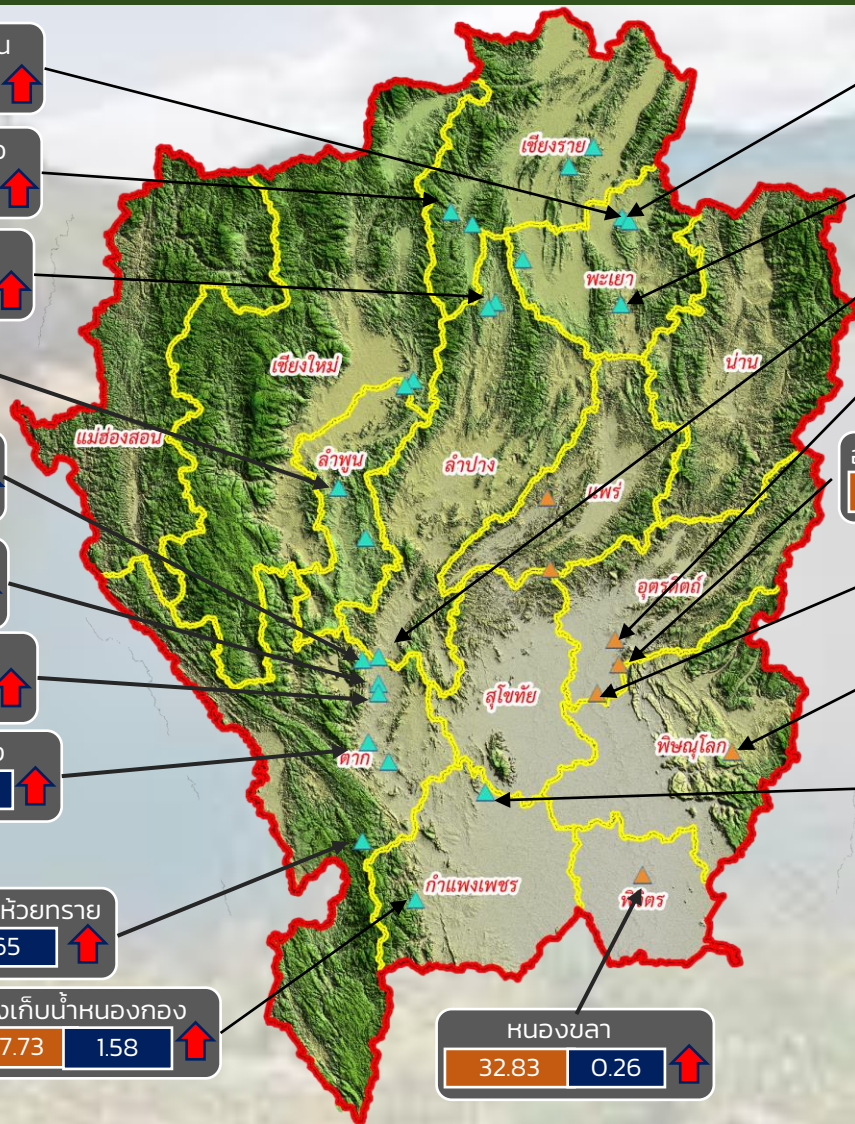 น
เชียงราย
พะเยา
น่าน
เชียงใหม่
แม่ฮ่องสอน
ลำพูน
ลำปาง
แพร่
อุตรดิตถ์
สุโขทัย
พิษณุโลก
ตาก
กำแพงเพชร
พิจิตร
ห้วยทราย
65
งเก็บน้ำหนองกอง
7.73 1.58
หนองขลา
32.83 0.26